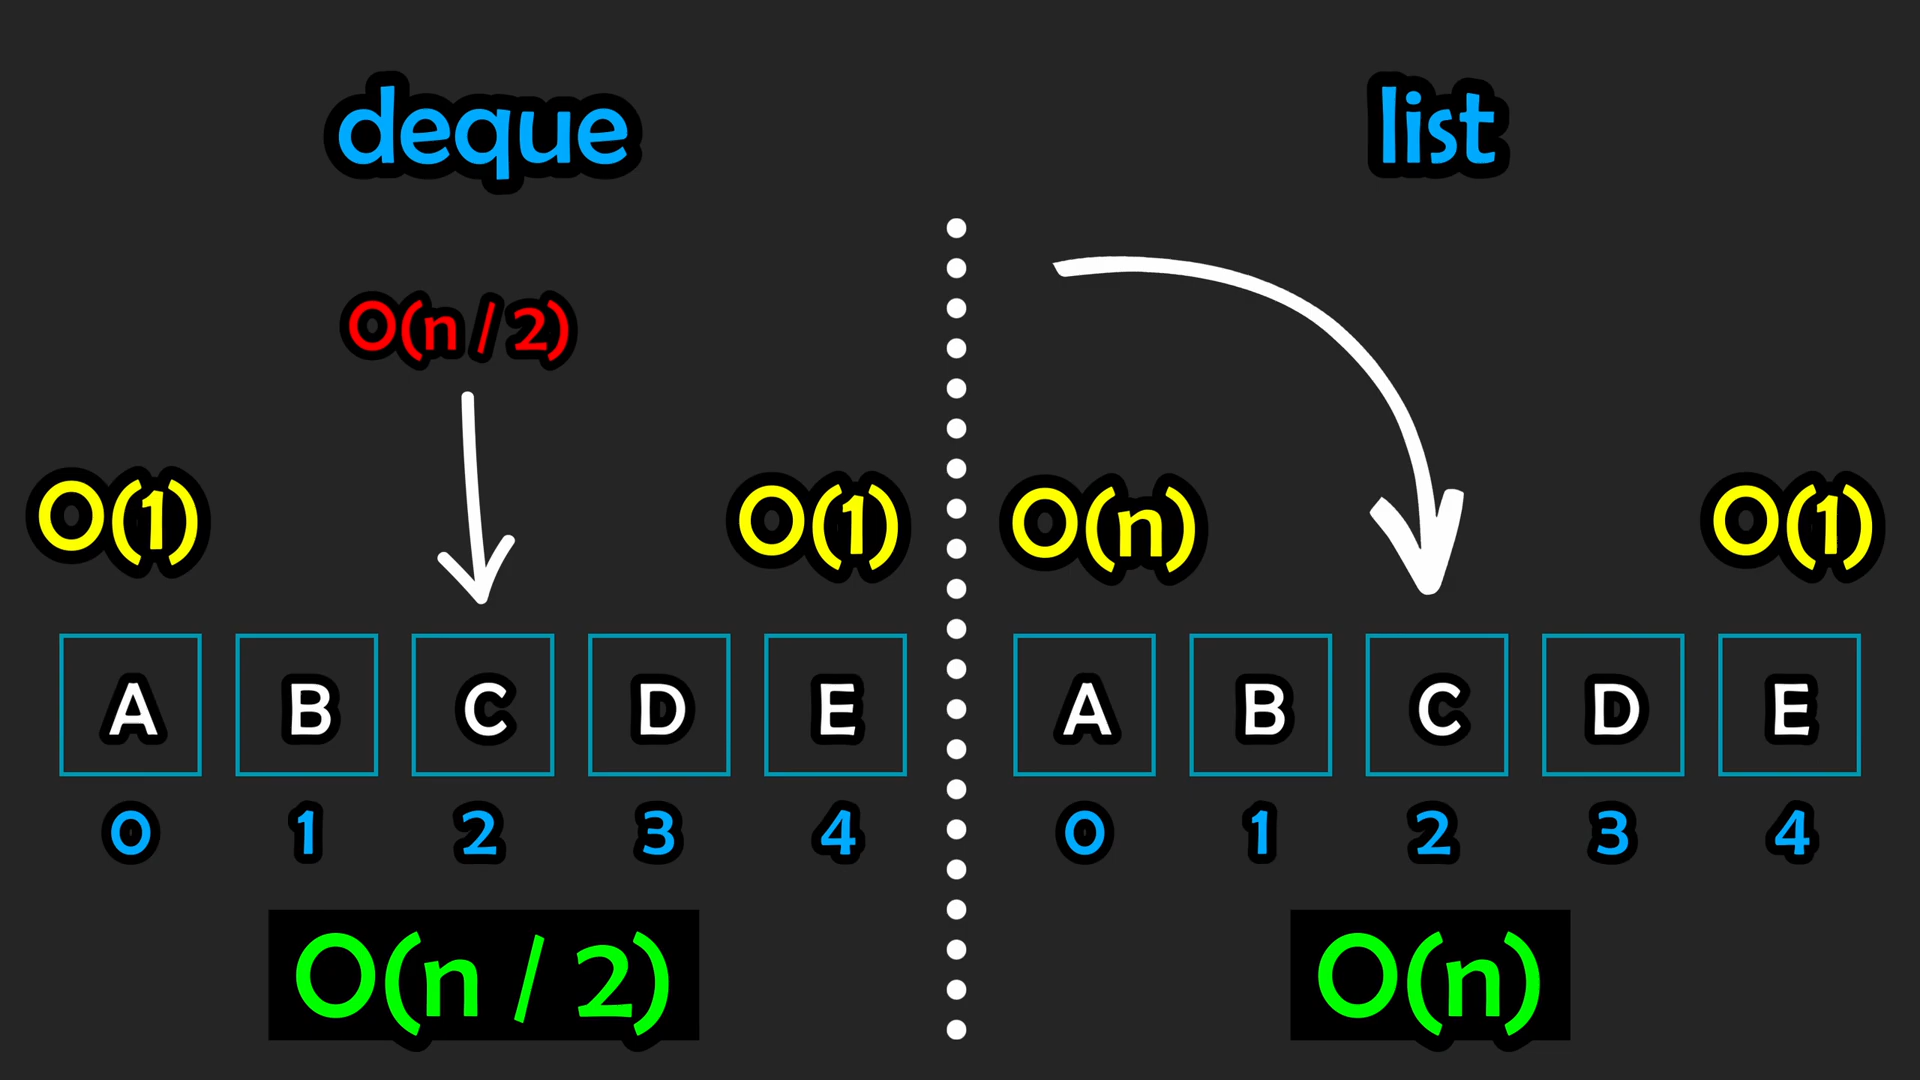 deque
O(n / 2)
O(1)
O(1)
A B C D E
0 1 2 3 4
O(n / 2)
list
O(n)
O(1)
A B C D E
0 1 2 3 4
O(n)